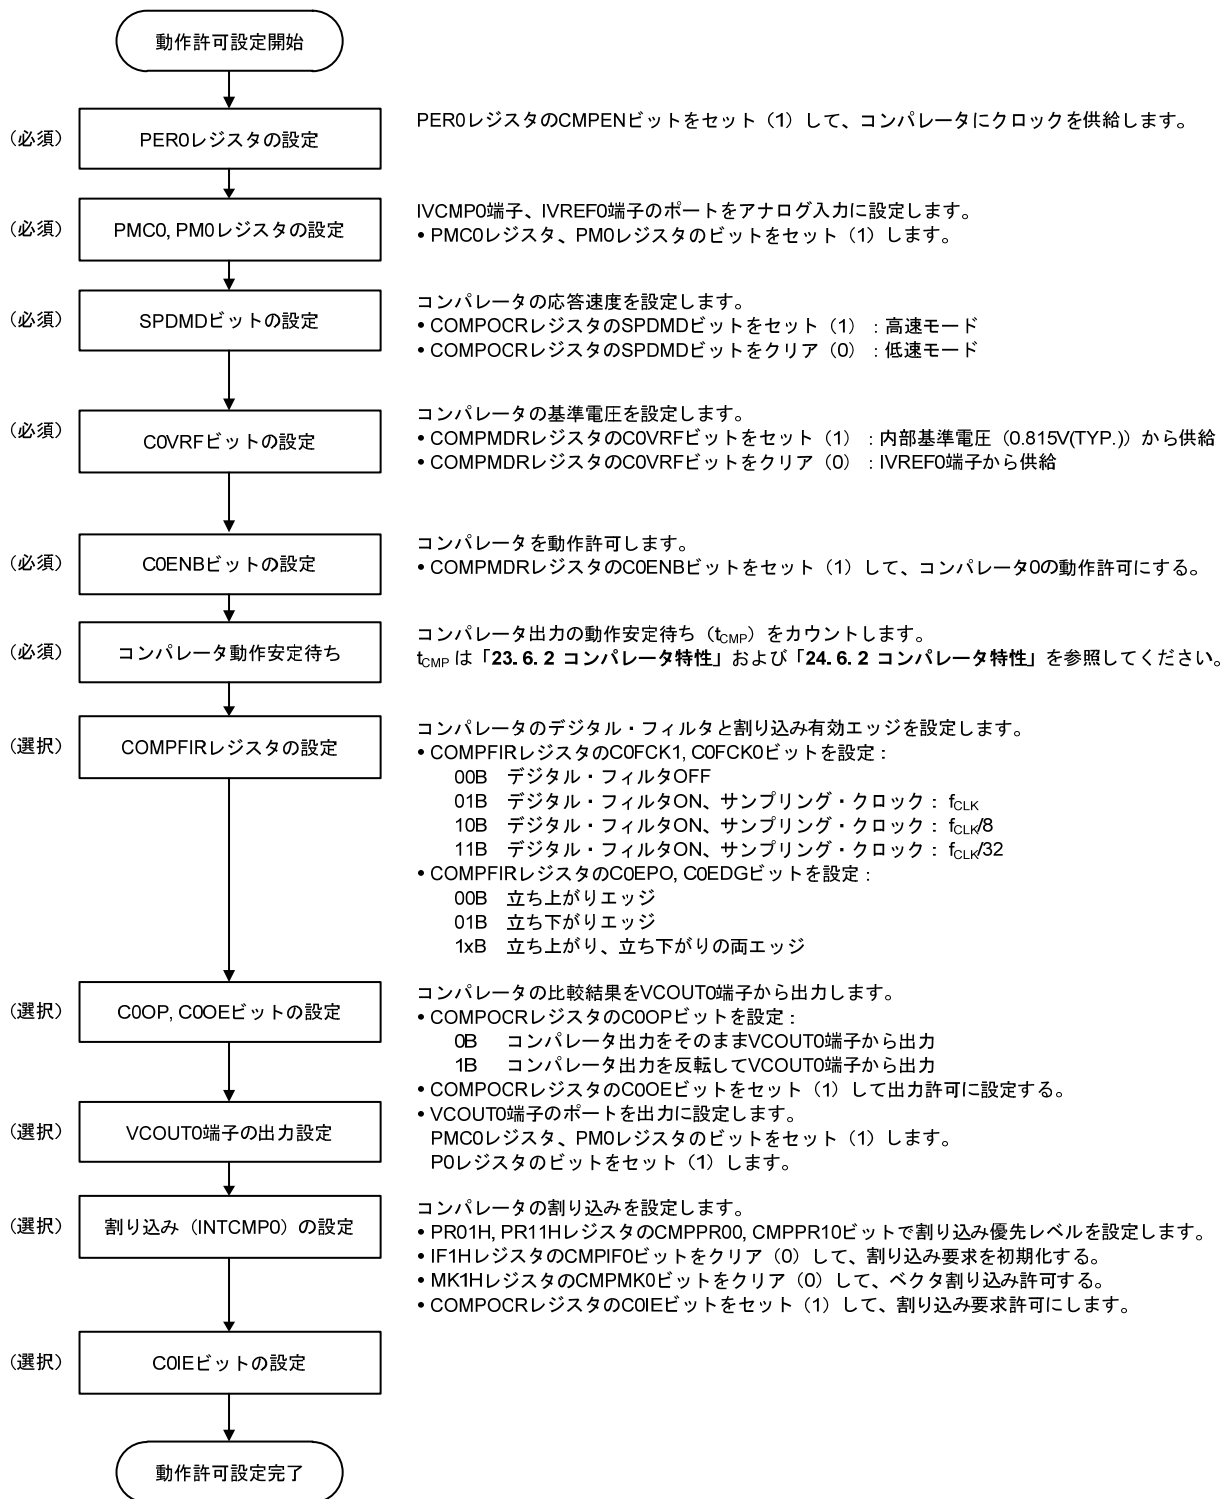 動作許可設定開始
（必須）
PER0レジスタの設定
PER0レジスタのCMPENビットをセット（1）して、コンパレータにクロックを供給します。
（必須）
PMC0, PM0レジスタの設定
IVCMP0端子、IVREF0端子のポートをアナログ入力に設定します。
• PMC0レジスタ、PM0レジスタのビットをセット（1）します。
（必須）
SPDMDビットの設定
コンパレータの応答速度を設定します。
• COMPOCRレジスタのSPDMDビットをセット（1）：高速モード
• COMPOCRレジスタのSPDMDビットをクリア（0）：低速モード
（必須）
C0VRFビットの設定
コンパレータの基準電圧を設定します。
• COMPMDRレジスタのC0VRFビットをセット（1）：内部基準電圧（0.815V(TYP.)）から供給
• COMPMDRレジスタのC0VRFビットをクリア（0）：IVREF0端子から供給
（必須）
C0ENBビットの設定
コンパレータを動作許可します。
• COMPMDRレジスタのC0ENBビットをセット（1）して、コンパレータ0の動作許可にする。
（必須）
コンパレータ動作安定待ち
コンパレータ出力の動作安定待ち（tCMP）をカウントします。
tCMP は「23. 6. 2 コンパレータ特性」および「24. 6. 2 コンパレータ特性」を参照してください。
（選択）
COMPFIRレジスタの設定
コンパレータのデジタル・フィルタと割り込み有効エッジを設定します。
• COMPFIRレジスタのC0FCK1, C0FCK0ビットを設定：
00B デジタル・フィルタOFF
01B デジタル・フィルタON、サンプリング・クロック： fCLK
10B デジタル・フィルタON、サンプリング・クロック： fCLK/8
11B デジタル・フィルタON、サンプリング・クロック： fCLK/32
• COMPFIRレジスタのC0EPO, C0EDGビットを設定：
00B 立ち上がりエッジ
01B 立ち下がりエッジ
1xB 立ち上がり、立ち下がりの両エッジ
（選択）
C0OP, C0OEビットの設定
コンパレータの比較結果をVCOUT0端子から出力します。
• COMPOCRレジスタのC0OPビットを設定：
0B コンパレータ出力をそのままVCOUT0端子から出力
1B コンパレータ出力を反転してVCOUT0端子から出力
• COMPOCRレジスタのC0OEビットをセット（1）して出力許可に設定する。
（選択）
VCOUT0端子の出力設定
• VCOUT0端子のポートを出力に設定します。
PMC0レジスタ、PM0レジスタのビットをセット（1）します。
P0レジスタのビットをセット（1）します。
（選択）
割り込み（INTCMP0）の設定
コンパレータの割り込みを設定します。
• PR01H, PR11HレジスタのCMPPR00, CMPPR10ビットで割り込み優先レベルを設定します。
• IF1HレジスタのCMPIF0ビットをクリア（0）して、割り込み要求を初期化する。
• MK1HレジスタのCMPMK0ビットをクリア（0）して、ベクタ割り込み許可する。
• COMPOCRレジスタのC0IEビットをセット（1）して、割り込み要求許可にします。
（選択）
C0IEビットの設定
動作許可設定完了